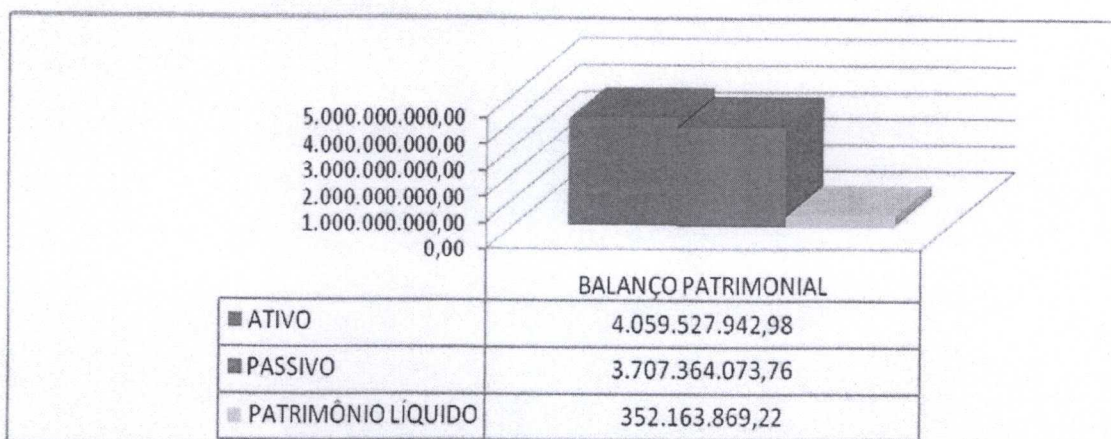 5.000.000.000,00
4.000.000.000,00
3.000.000.000,00
2.000.000.000,00
1.000.000.000,00
0,00
BALANÇO PATRIMONIAL
ATIVO 4.059.527.942,98
PASSIVO 3.707.364.073,76
PATRIMÔNIO LÍQUIDO 352.163.869,22